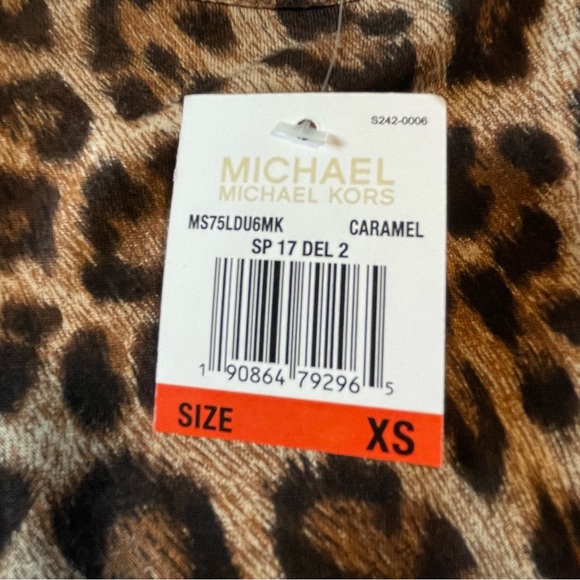 S242-0006
MICHAEL
MICHAEL KORS
MS75LDU6MK CARAMEL
SP 17 DEL 2
1 90864 79296 5
SIZE XS